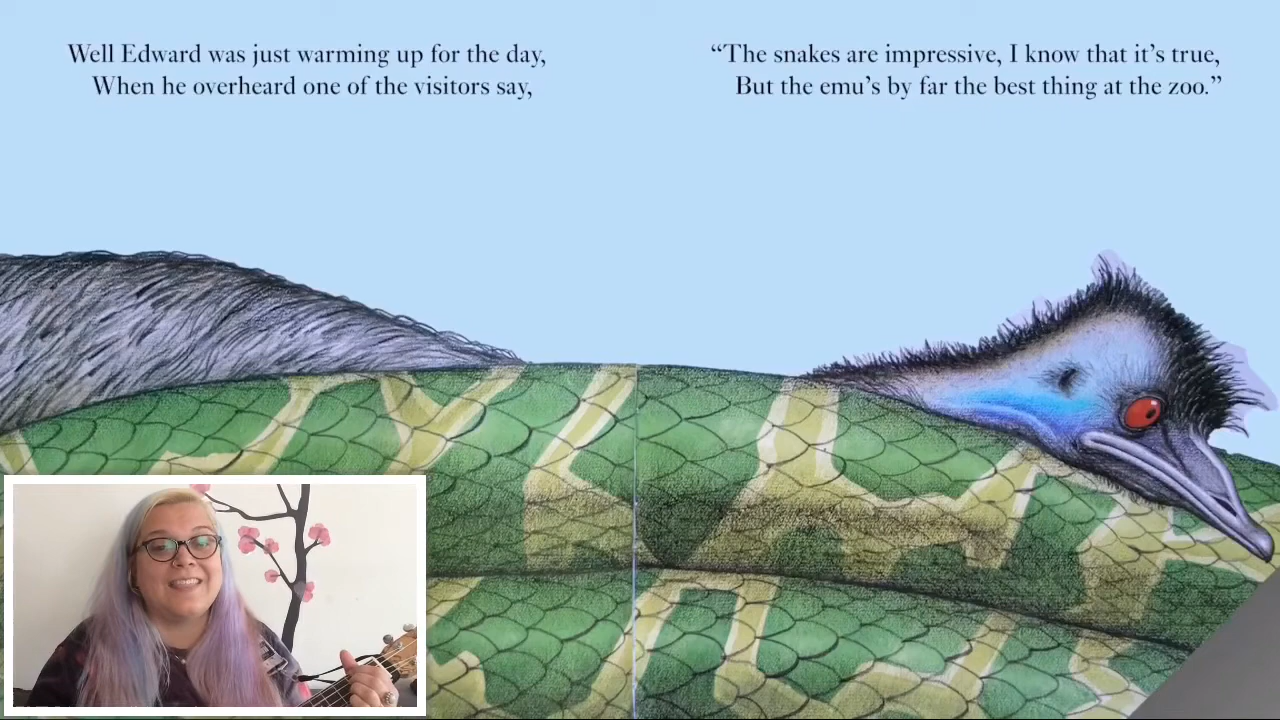 Well Edward was just warming up for the day,
When he overheard one of the visitors say,
“The snakes are impressive, I know that it’s true,
But the emu’s by far the best thing at the zoo.”